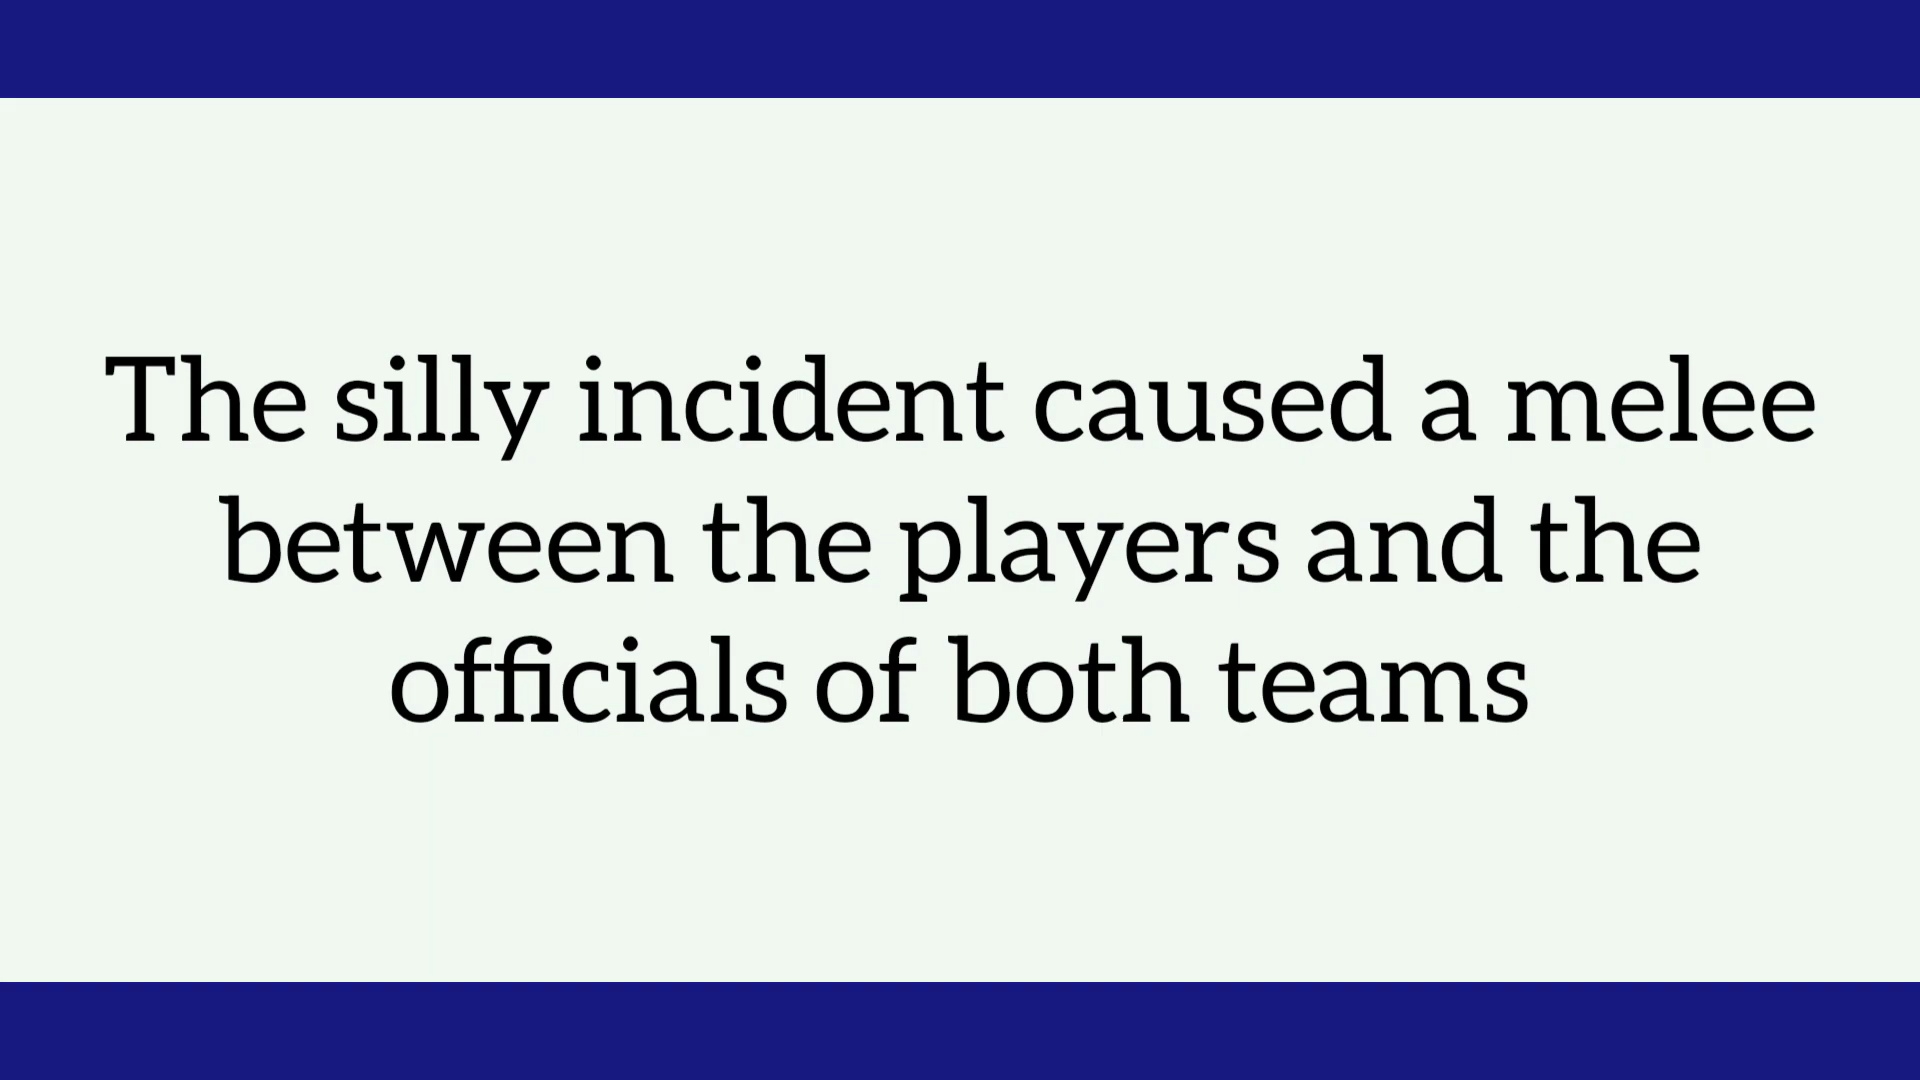 The silly incident caused a melee
between the players and the
officials of both teams